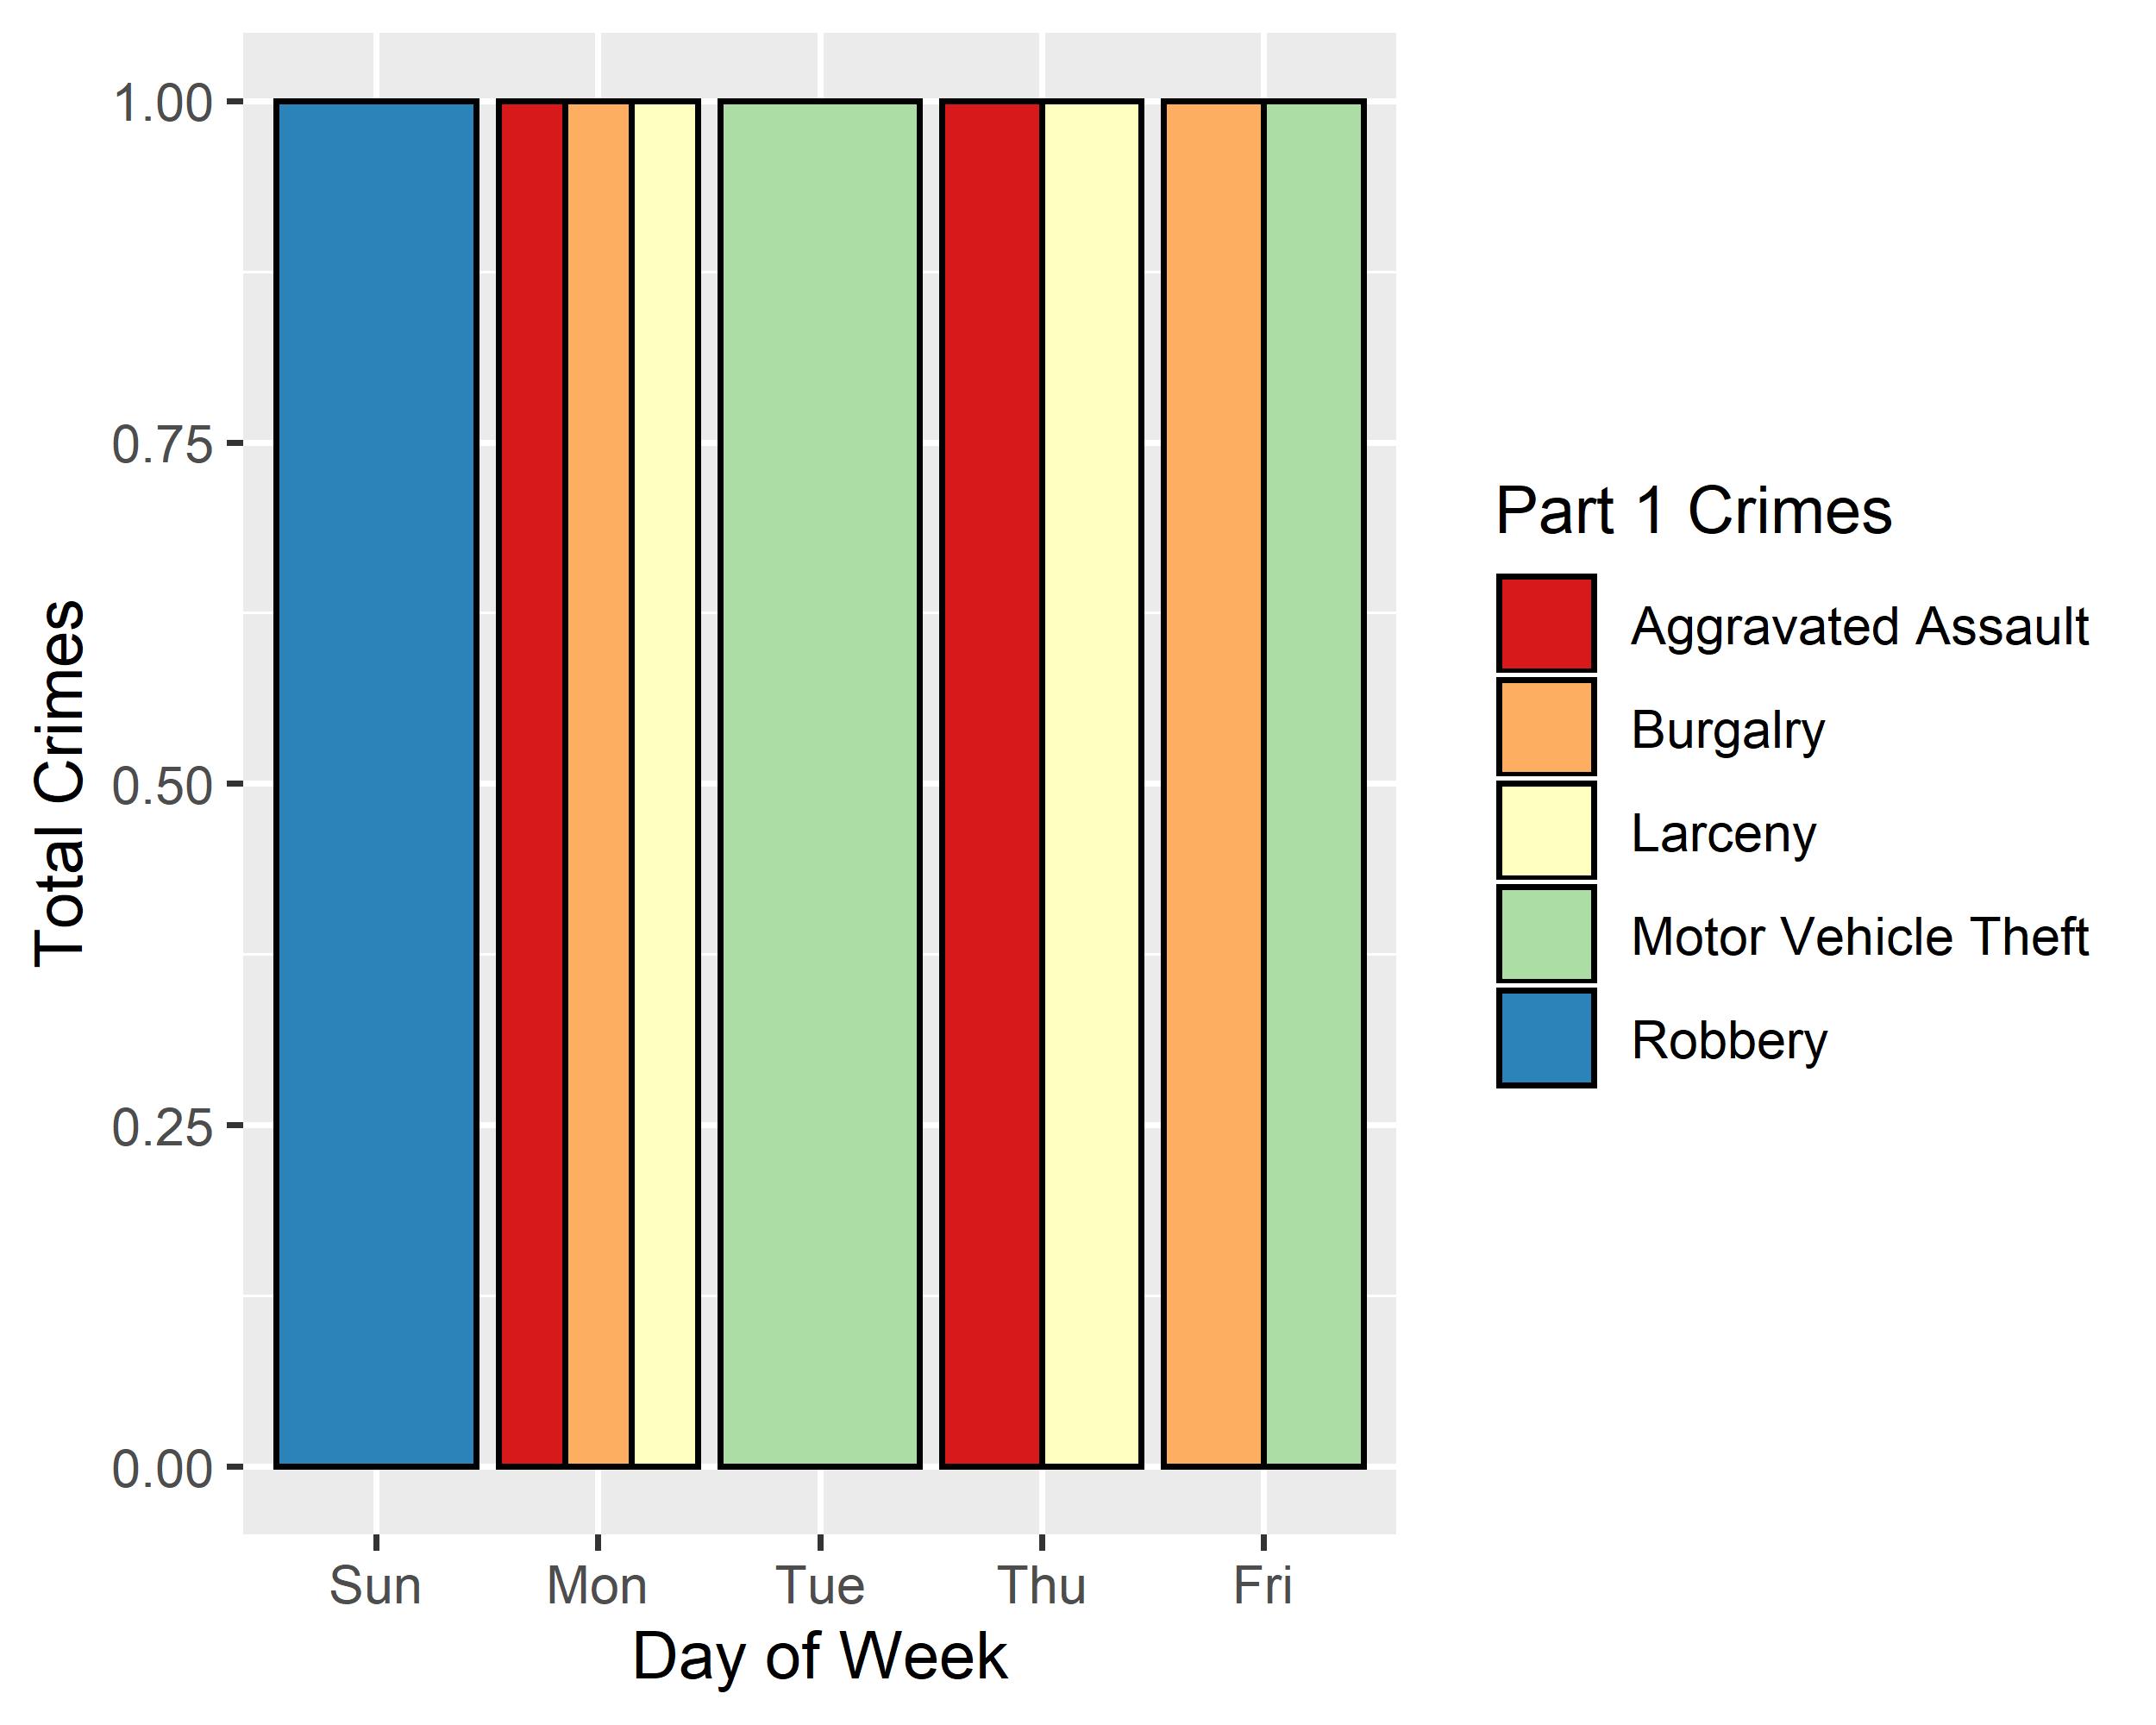 1.00
0.75
0.50
0.25
0.00
Total Crimes
Sun Mon Tue Thu Fri
Day of Week
Part 1 Crimes
Aggravated Assault
Burgalry
Larceny
Motor Vehicle Theft
Robbery